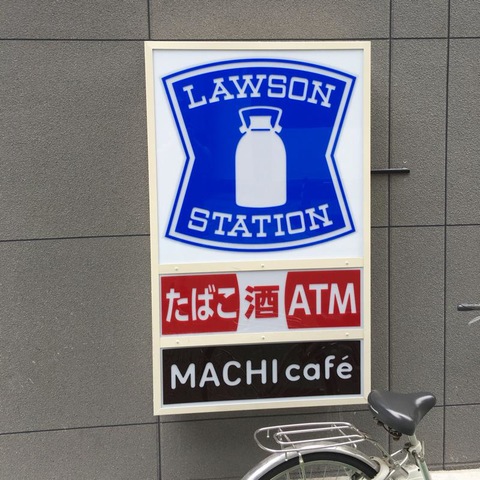 LAWSON
STATION
たばこ 酒 ATM
MACHI café